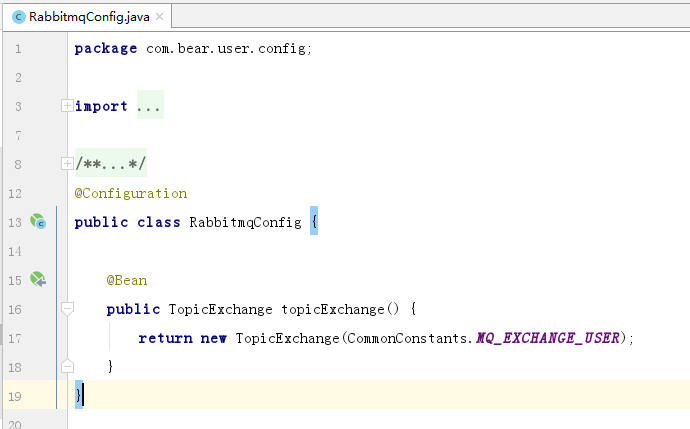 RabbitmqConfig.java
1 package com.bear.user.config;
2
3 import ...
7
8 /**...*/
12 @Configuration
13 public class RabbitmqConfig {
14
15 @Bean
16 public TopicExchange topicExchange() {
17 return new TopicExchange(CommonConstants.MQ_EXCHANGE_USER);
18 }
19 }
20